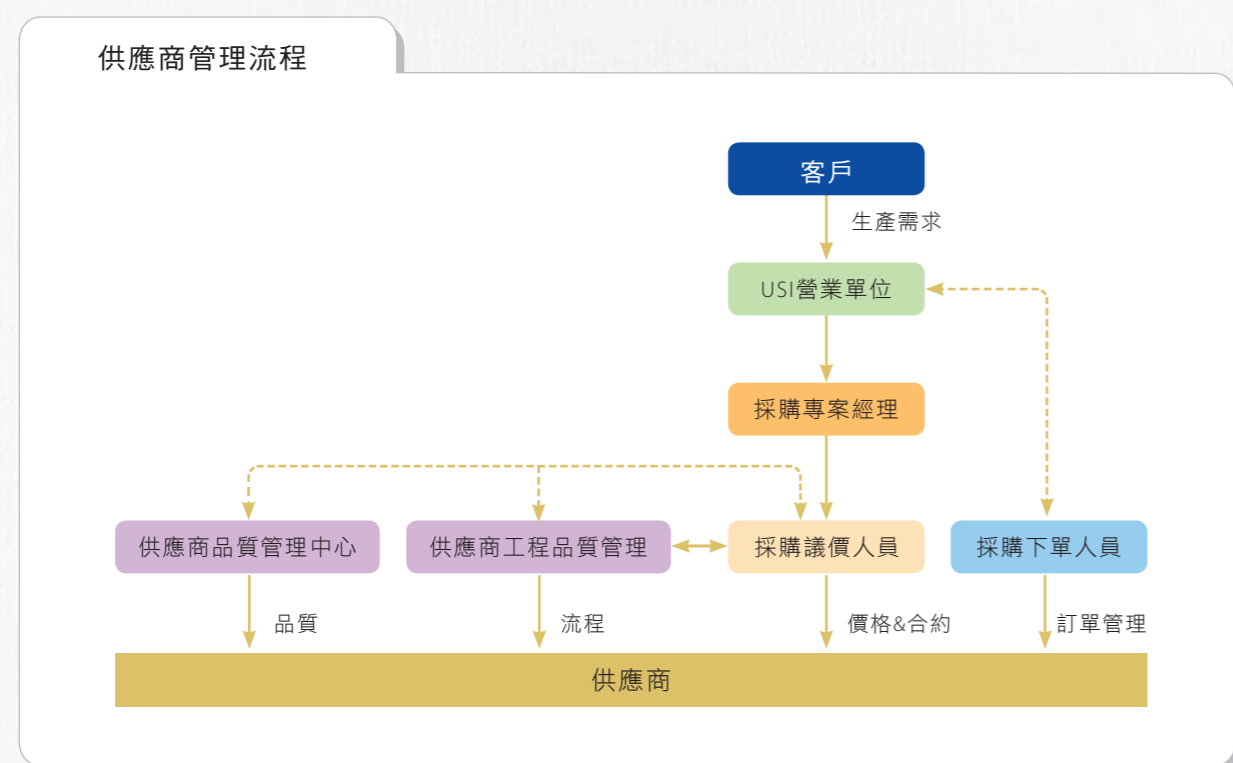 供應商管理流程
客戶
生產需求
USI營業單位
採購專案經理
供應商品質管理中心
供應商工程品質管理
採購議價人員
採購下單人員
品質
流程
價格&合約
訂單管理
供應商